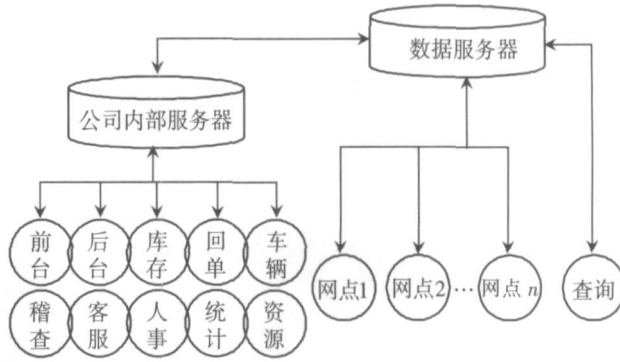 数据服务器
公司内部服务器
前台 后台 库存 回单 车辆
网点1 网点2 … 网点 n 查询
稽查 客服 人事 统计 资源